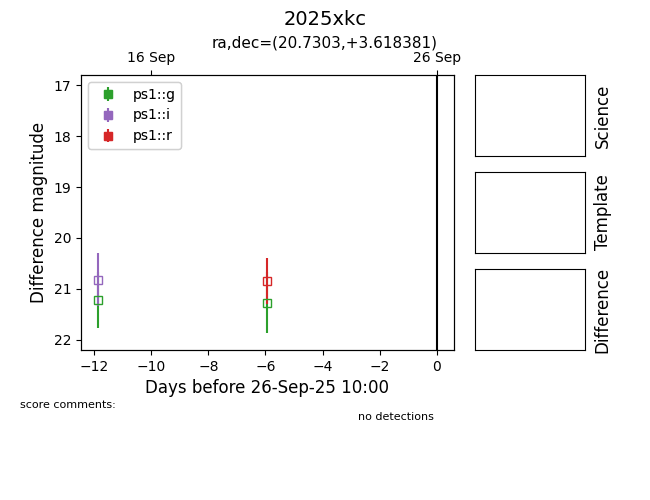 2025xkc
ra,dec=(20.7303,+3.618381)
16 Sep
26 Sep
ps1::g
ps1::i
ps1::r
17
18
19
20
21
22
Difference magnitude
−12
−10
−8
−6
−4
−2
0
Days before 26-Sep-25 10:00
Science
Template
Difference
score comments:
no detections